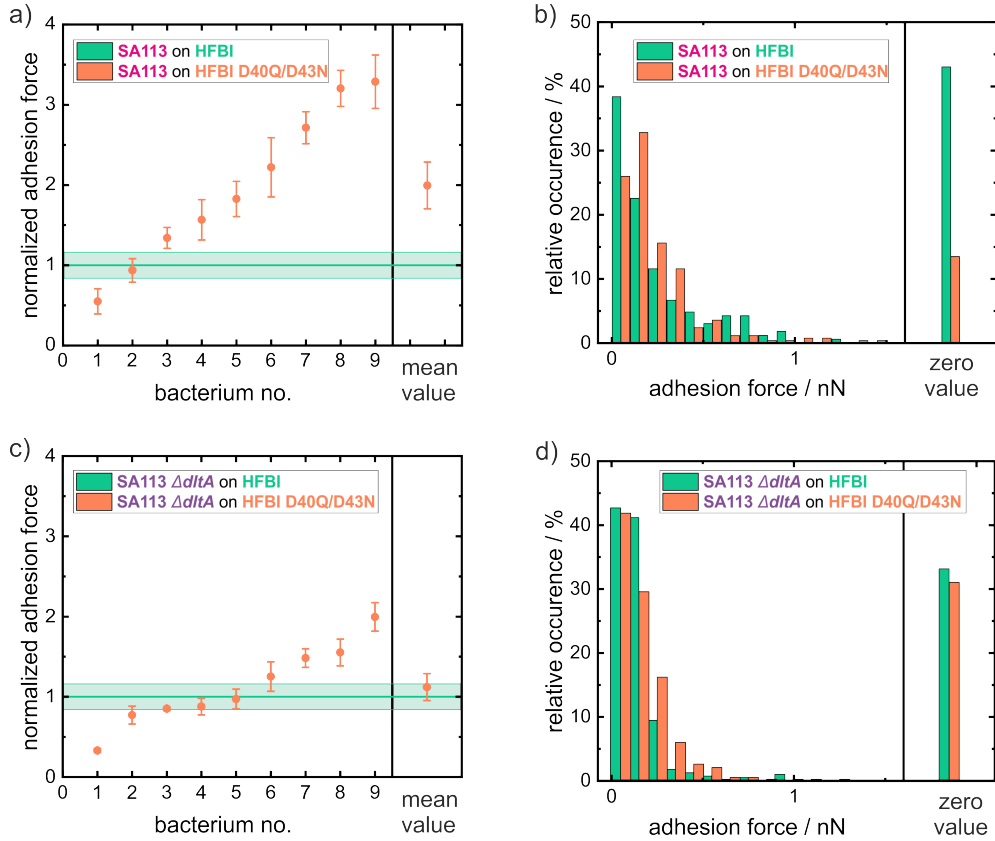 a)
4
3
2
1
0
normalized adhesion force
SA113 on HFBI
SA113 on HFBI D40Q/D43N
0 1 2 3 4 5 6 7 8 9
mean
value
bacterium no.
b)
50
40
30
20
10
0
relative occurence / %
SA113 on HFBI
SA113 on HFBI D40Q/D43N
0 1
zero
value
adhesion force / nN
c)
4
3
2
1
0
normalized adhesion force
SA113 ΔdltA on HFBI
SA113 ΔdltA on HFBI D40Q/D43N
0 1 2 3 4 5 6 7 8 9
mean
value
bacterium no.
d)
50
40
30
20
10
0
relative occurence / %
SA113 ΔdltA on HFBI
SA113 ΔdltA on HFBI D40Q/D43N
0 1
zero
value
adhesion force / nN